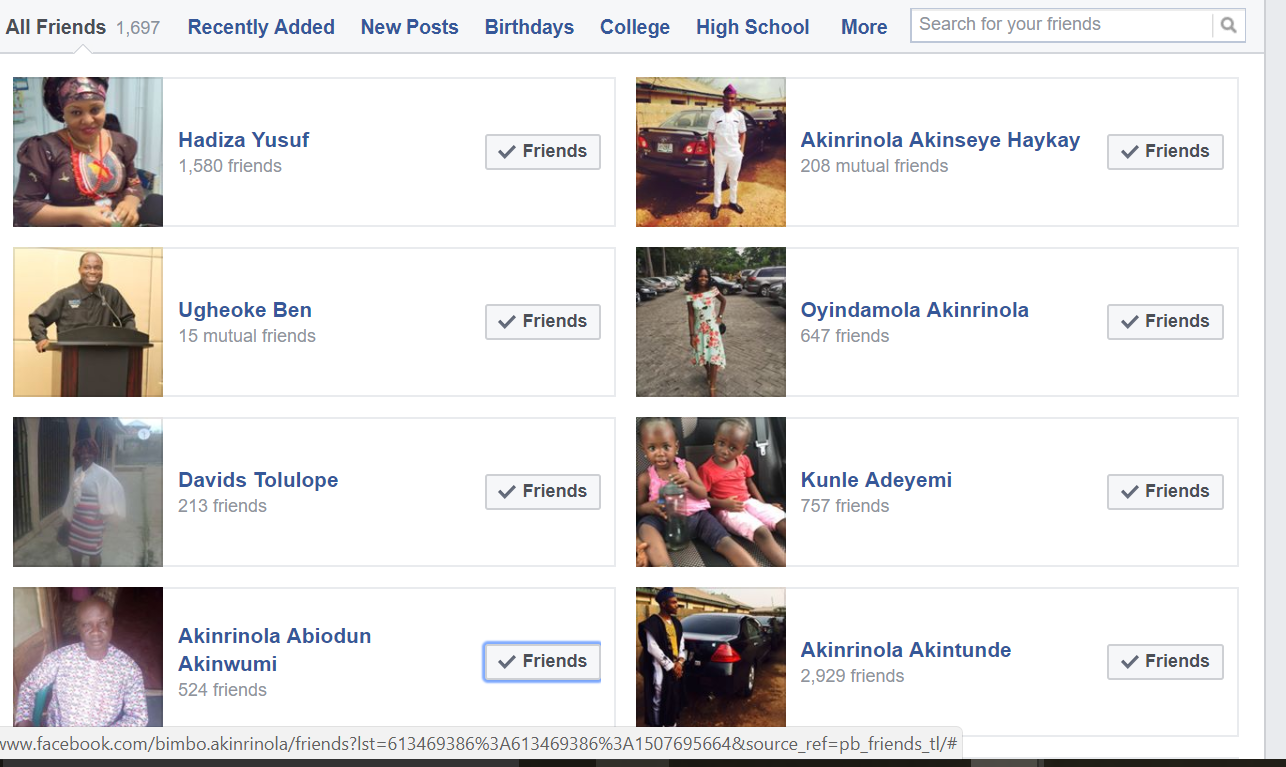 All Friends 1,697 Recently Added New Posts Birthdays College High School More Search for your friends
Hadiza Yusuf
1,580 friends
Friends
Akinrinola Akinseye Haykay
208 mutual friends
Friends
Ugheoke Ben
15 mutual friends
Friends
Oyindamola Akinrinola
647 friends
Friends
Davids Tolulope
213 friends
Friends
Kunle Adeyemi
757 friends
Friends
Akinrinola Abiodun
Akinwumi
524 friends
Friends
Akinrinola Akintunde
2,929 friends
Friends
www.facebook.com/bimbo.akinrinola/friends?lst=613469386%3A613469386%3A1507695664&source_ref=pb_friends_tl/#